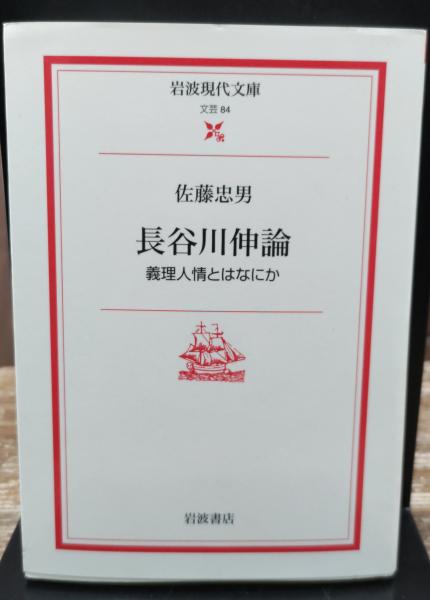 岩波現代文庫
文芸 84
佐藤忠男
長谷川伸論
義理人情とはなにか
岩波書店